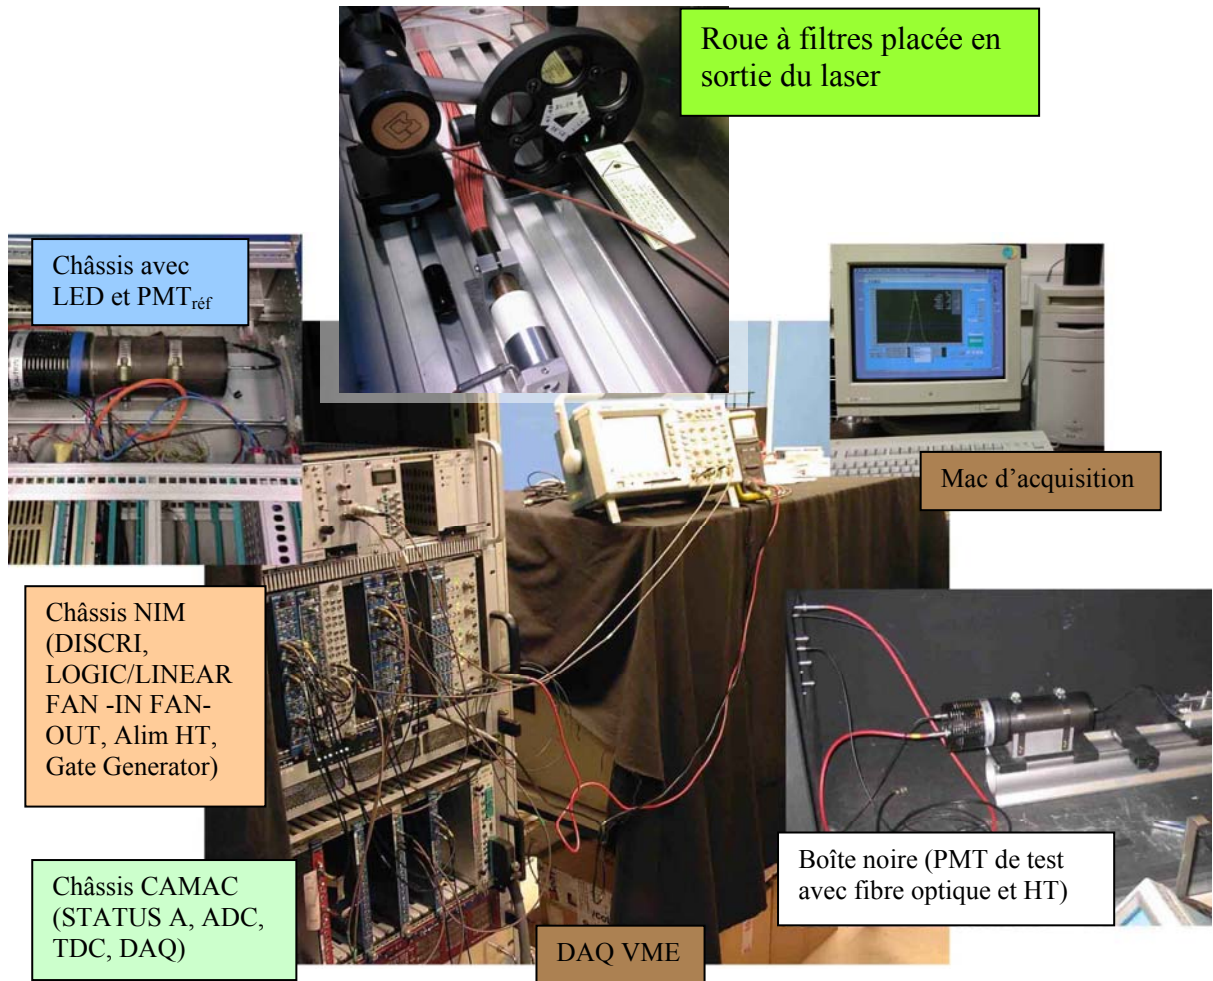 Roue à filtres placée en
sortie du laser
Châssis avec
LED et PMTréf
Mac d’acquisition
Châssis NIM
(DISCRI,
LOGIC/LINEAR
FAN -IN FAN-
OUT, Alim HT,
Gate Generator)
Boîte noire (PMT de test
avec fibre optique et HT)
Châssis CAMAC
(STATUS A, ADC,
TDC, DAQ)
DAQ VME